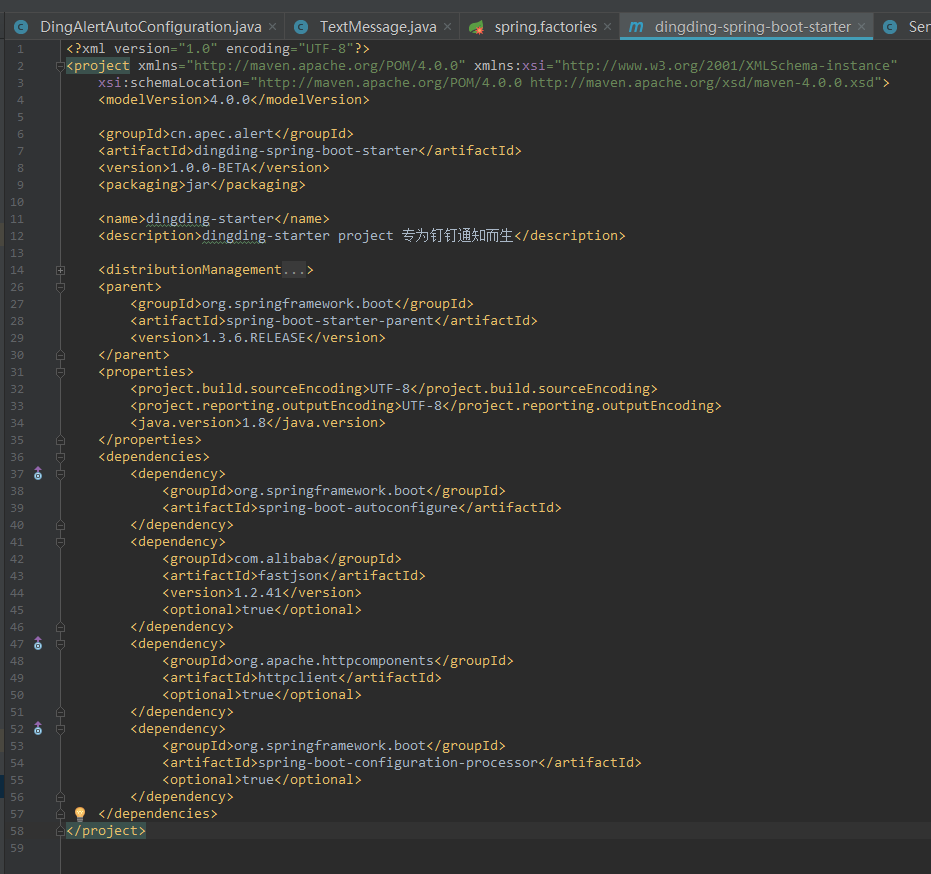 DingAlertAutoConfiguration.java × TextMessage.java × spring.factories × m dingding-spring-boot-starter × Ser
1 <?xml version="1.0" encoding="UTF-8"?>
2 <project xmlns="http://maven.apache.org/POM/4.0.0" xmlns:xsi="http://www.w3.org/2001/XMLSchema-instance"
3 xsi:schemaLocation="http://maven.apache.org/POM/4.0.0 http://maven.apache.org/xsd/maven-4.0.0.xsd">
4 <modelVersion>4.0.0</modelVersion>
5
6 <groupId>cn.apec.alert</groupId>
7 <artifactId>dingding-spring-boot-starter</artifactId>
8 <version>1.0.0-BETA</version>
9 <packaging>jar</packaging>
10
11 <name>dingding-starter</name>
12 <description>dingding-starter project 专为钉钉通知而生</description>
13
14 <distributionManagement...>
26 <parent>
27 <groupId>org.springframework.boot</groupId>
28 <artifactId>spring-boot-starter-parent</artifactId>
29 <version>1.3.6.RELEASE</version>
30 </parent>
31 <properties>
32 <project.build.sourceEncoding>UTF-8</project.build.sourceEncoding>
33 <project.reporting.outputEncoding>UTF-8</project.reporting.outputEncoding>
34 <java.version>1.8</java.version>
35 </properties>
36 <dependencies>
37 <dependency>
38 <groupId>org.springframework.boot</groupId>
39 <artifactId>spring-boot-autoconfigure</artifactId>
40 </dependency>
41 <dependency>
42 <groupId>com.alibaba</groupId>
43 <artifactId>fastjson</artifactId>
44 <version>1.2.41</version>
45 <optional>true</optional>
46 </dependency>
47 <dependency>
48 <groupId>org.apache.httpcomponents</groupId>
49 <artifactId>httpclient</artifactId>
50 <optional>true</optional>
51 </dependency>
52 <dependency>
53 <groupId>org.springframework.boot</groupId>
54 <artifactId>spring-boot-configuration-processor</artifactId>
55 <optional>true</optional>
56 </dependency>
57 </dependencies>
58 </project>
59